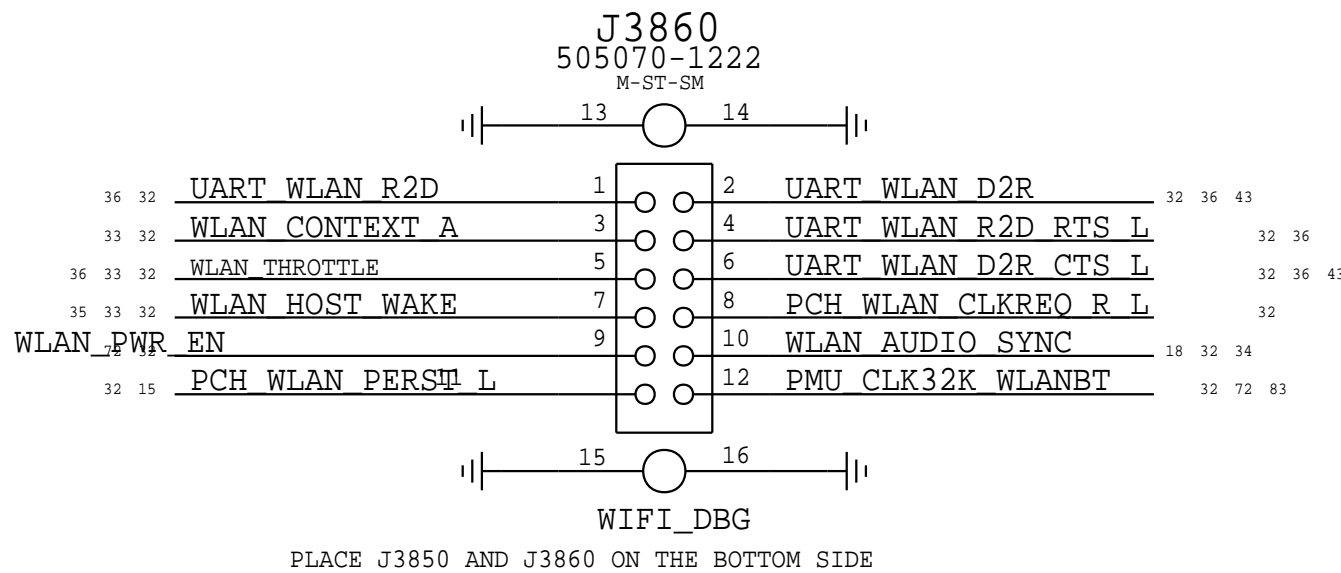 J3860
505070-1222
M-ST-SM
13 14
36 32 UART_WLAN_R2D 1 2 UART_WLAN_D2R 32 36 43
33 32 WLAN_CONTEXT_A 3 4 UART_WLAN_R2D_RTS_L 32 36
36 33 32 WLAN_THROTTLE 5 6 UART_WLAN_D2R_CTS_L 32 36 43
35 33 32 WLAN_HOST_WAKE 7 8 PCH_WLAN_CLKREQ_R_L 32
WLAN_PWR_EN 72 32 9 10 WLAN_AUDIO_SYNC 18 32 34
32 15 PCH_WLAN_PERST_L 11 12 PMU_CLK32K_WLANBT 32 72 83
15 16
WIFI_DBG
PLACE J3850 AND J3860 ON THE BOTTOM SIDE